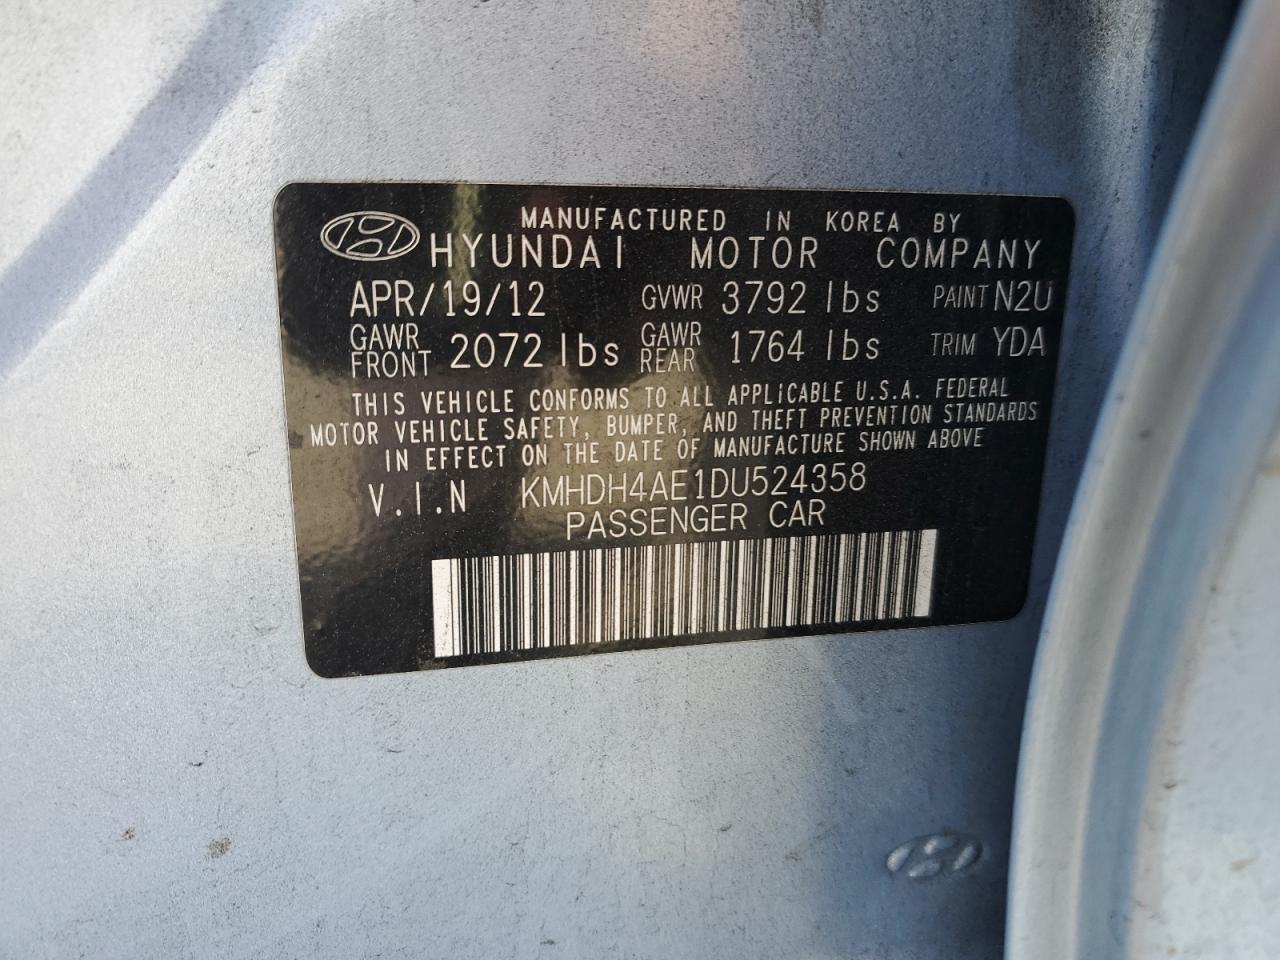 MANUFACTURED IN KOREA BY
HYUNDAI MOTOR COMPANY
APR/19/12 GVWR 3792 lbs PAINT N2U
GAWR FRONT 2072 lbs GAWR REAR 1764 lbs TRIM YDA
THIS VEHICLE CONFORMS TO ALL APPLICABLE U.S.A. FEDERAL
MOTOR VEHICLE SAFETY, BUMPER, AND THEFT PREVENTION STANDARDS
IN EFFECT ON THE DATE OF MANUFACTURE SHOWN ABOVE
V.I.N KMHDH4AE1DU524358
PASSENGER CAR